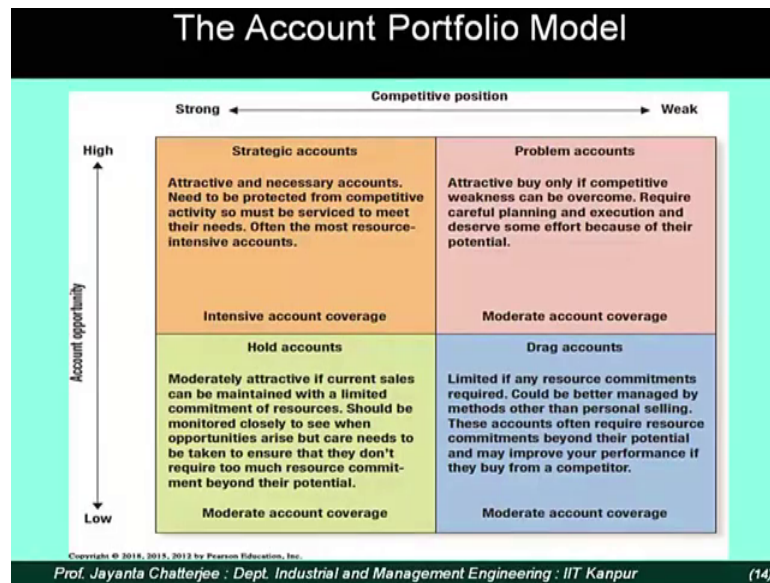 The Account Portfolio Model
Competitive position
Strong
Weak
High
Account opportunity
Low
Strategic accounts
Attractive and necessary accounts.
Need to be protected from competitive
activity so must be serviced to meet
their needs. Often the most resource-
intensive accounts.
Intensive account coverage
Problem accounts
Attractive buy only if competitive
weakness can be overcome. Require
careful planning and execution and
deserve some effort because of their
potential.
Moderate account coverage
Hold accounts
Moderately attractive if current sales
can be maintained with a limited
commitment of resources. Should be
monitored closely to see when
opportunities arise but care needs to
be taken to ensure that they don't
require too much resource commit-
ment beyond their potential.
Moderate account coverage
Drag accounts
Limited if any resource commitments
required. Could be better managed by
methods other than personal selling.
These accounts often require resource
commitments beyond their potential
and may improve your performance if
they buy from a competitor.
Moderate account coverage
Copyright © 2018, 2015, 2012 by Pearson Education, Inc.
Prof. Jayanta Chatterjee : Dept. Industrial and Management Engineering : IIT Kanpur
(14